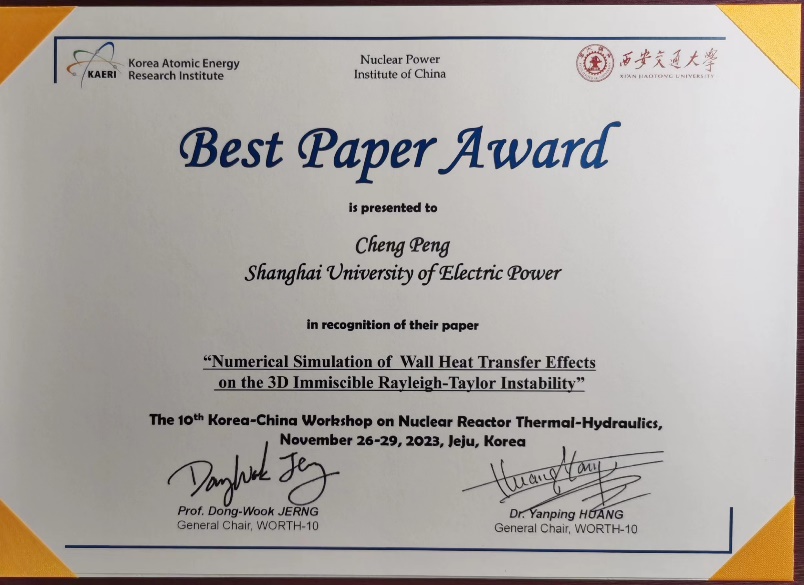 KAERI
Korea Atomic Energy
Research Institute
Nuclear Power
Institute of China
西安交通大学
XI'AN JIAOTONG UNIVERSITY
Best Paper Award
is presented to
Cheng Peng
Shanghai University of Electric Power
in recognition of their paper
“Numerical Simulation of Wall Heat Transfer Effects
on the 3D Immiscible Rayleigh-Taylor Instability”
The 10th Korea-China Workshop on Nuclear Reactor Thermal-Hydraulics,
November 26-29, 2023, Jeju, Korea
Prof. Dong-Wook JERNG
General Chair, WORTH-10
Dr. Yanping HUANG
General Chair, WORTH-10